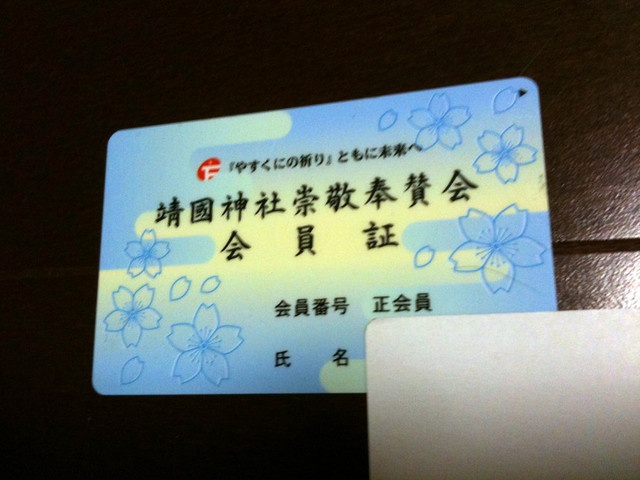 『やすくにの祈り』ともに未来へ
靖國神社崇敬奉賛会
会員証
会員番号 正会員
氏名